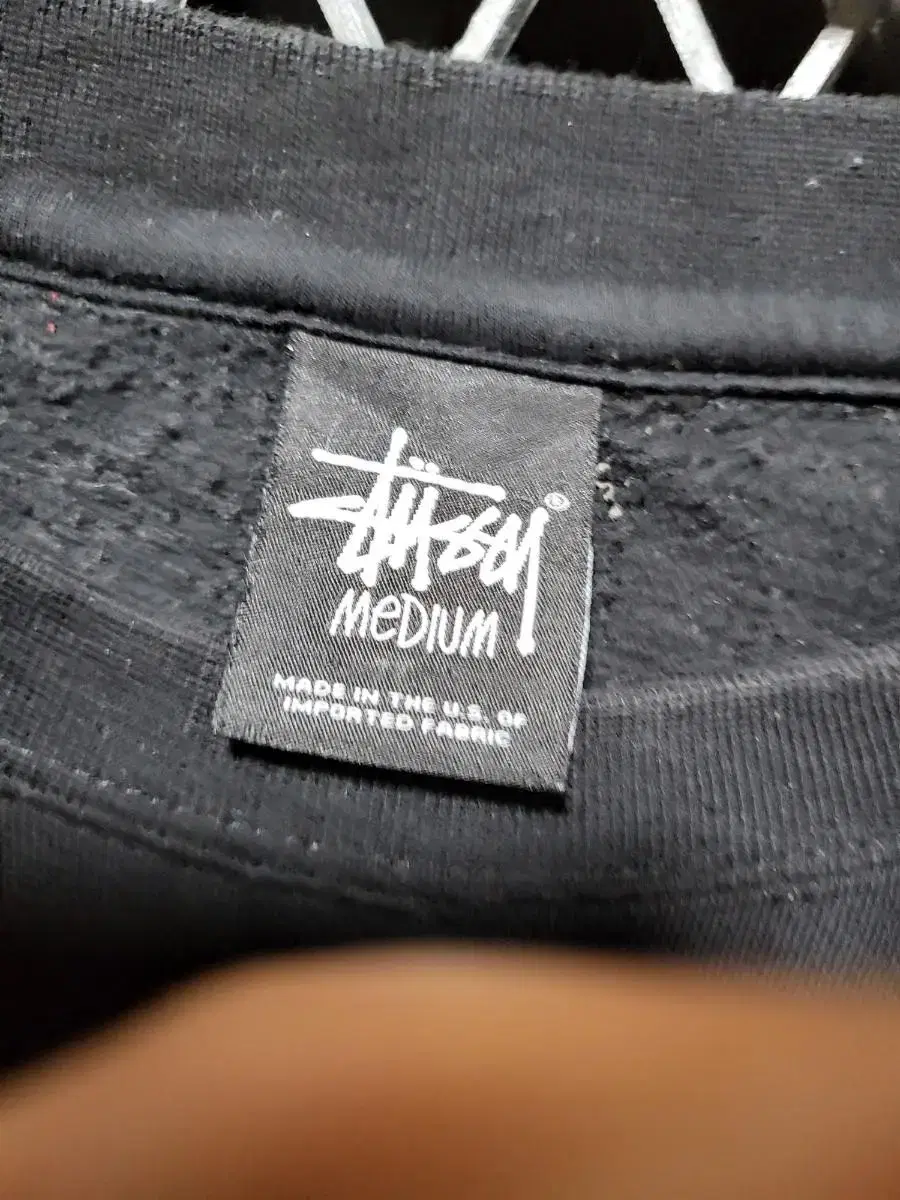 Stüssy ®
MEDIUM
MADE IN THE U.S. OF
IMPORTED FABRIC